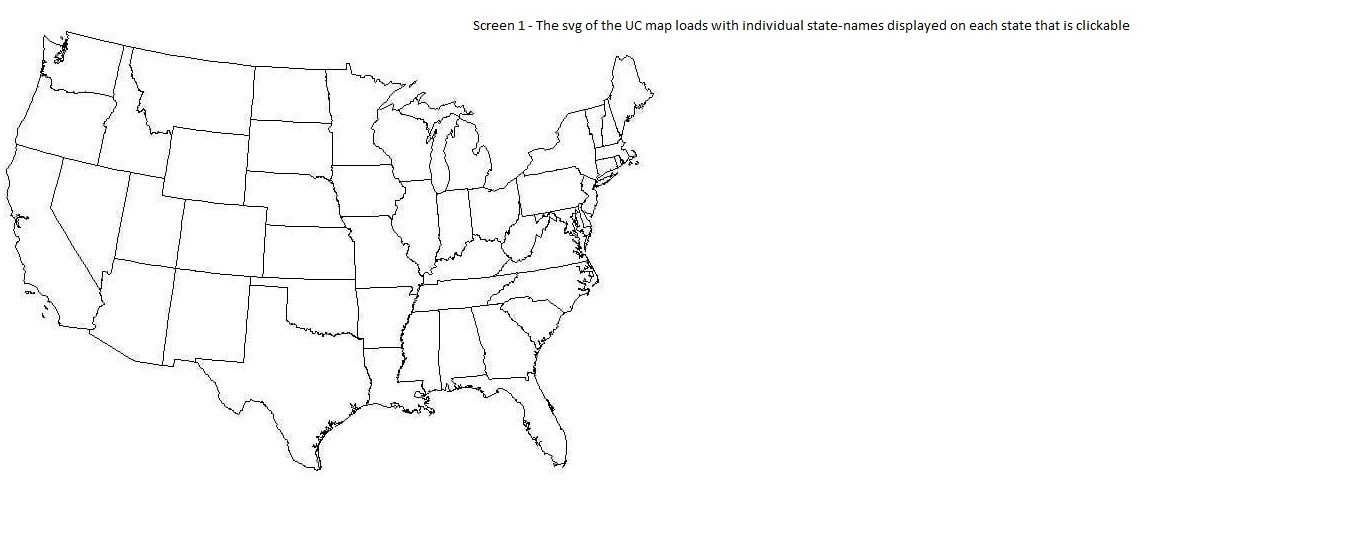 Screen 1 - The svg of the UC map loads with individual state-names displayed on each state that is clickable